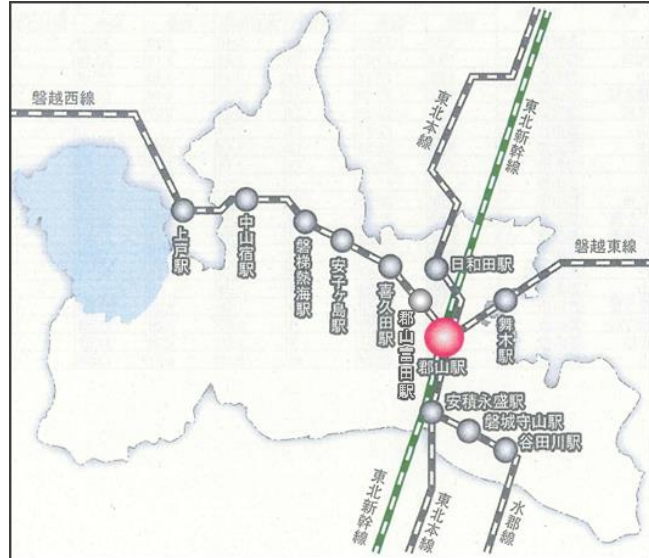 磐越西線
東北本線
東北新幹線
磐越東線
上戸駅
中山宿駅
磐梯熱海駅
安子ヶ島駅
喜久田駅
郡山富田駅
日和田駅
舞木駅
郡山駅
安積永盛駅
磐城守山駅
谷田川駅
東北新幹線
東北本線
水郡線